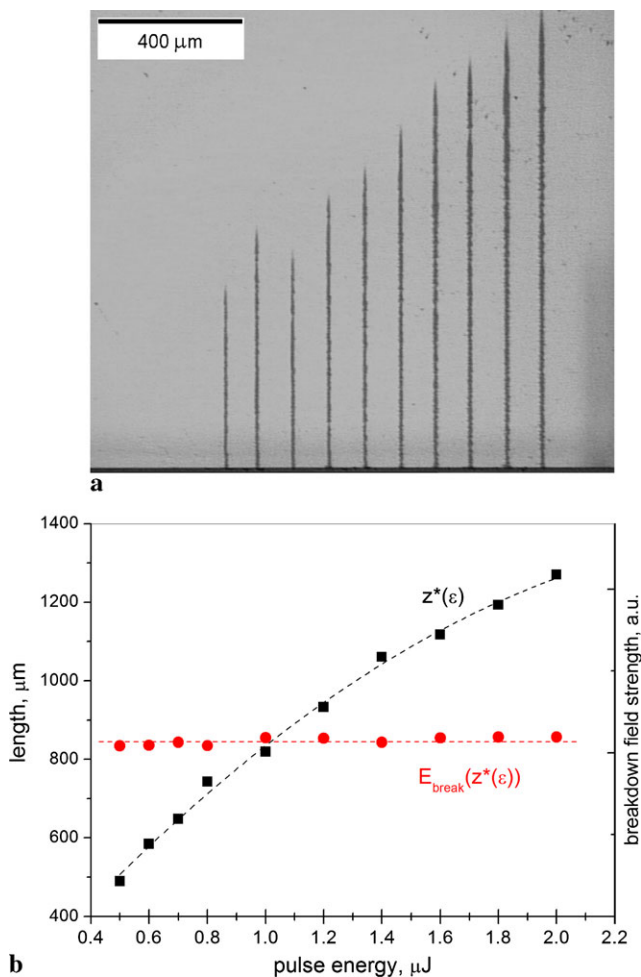 400 μm
a
1400
1200
1000
800
600
400
length, μm
z*(ε)
E_break(z*(ε))
breakdown field strength, a.u.
0.4 0.6 0.8 1.0 1.2 1.4 1.6 1.8 2.0 2.2
pulse energy, μJ
b